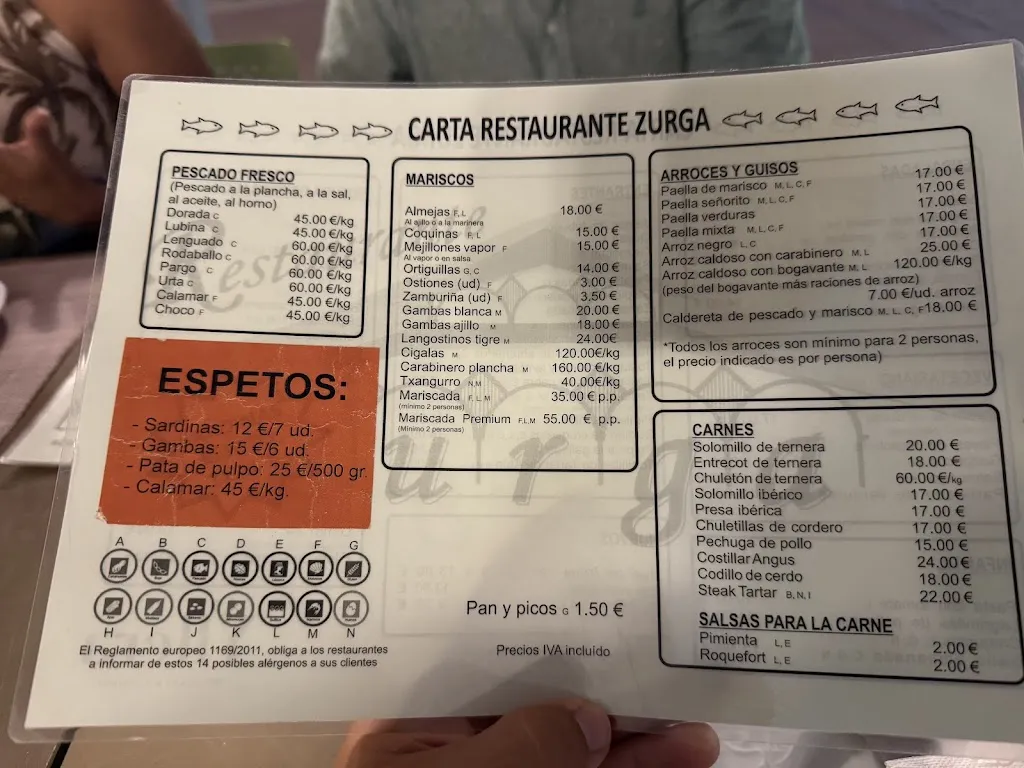 CARTA RESTAURANTE ZURGA
PESCADO FRESCO
(Pescado a la plancha, a la sal,
al aceite, al horno)
Dorada C 45.00 €/kg
Lubina C 45.00 €/kg
Lenguado C 60.00 €/kg
Rodaballo C 60.00 €/kg
Pargo C 60.00 €/kg
Urta C 60.00 €/kg
Calamar F 45.00 €/kg
Choco F 45.00 €/kg
ESPETOS:
- Sardinas: 12 €/7 ud.
- Gambas: 15 €/6 ud.
- Pata de pulpo: 25 €/500 gr.
- Calamar: 45 €/kg.
A B C D E F G
H I J K L M N
El Reglamento europeo 1169/2011, obliga a los restaurantes
a informar de estos 14 posibles alérgenos a sus clientes
MARISCOS
Almejas F, L 18.00 €
Al ajillo o a la marinera
Coquinas F, L 15.00 €
Mejillones vapor F 15.00 €
Al vapor o en salsa
Ortiguillas G, C 14.00 €
Ostiones (ud) F 3.00 €
Zamburiña (ud) F 3,50 €
Gambas blanca M 20.00 €
Gambas ajillo M 18.00 €
Langostinos tigre M 24.00€
Cigalas M 120.00€/kg
Carabinero plancha M 160.00 €/kg
Txangurro N,M 40.00€/kg
Mariscada F, L, M 35.00 € p.p.
(mínimo 2 personas)
Mariscada Premium F,L,M 55.00 € p.p.
(Mínimo 2 personas)
Pan y picos G 1.50 €
Precios IVA incluido
ARROCES Y GUISOS
Paella de marisco M, L, C, F 17.00 €
Paella señorito M, L, C, F 17.00 €
Paella verduras 17.00 €
Paella mixta M, L, C, F 17.00 €
Arroz negro L, C 17.00 €
Arroz caldoso con carabinero M, L 25.00 €
Arroz caldoso con bogavante M, L 120.00 €/kg
(peso del bogavante más raciones de arroz)
7.00 €/ud. arroz
Caldereta de pescado y marisco M, L, C, F 18.00 €
*Todos los arroces son mínimo para 2 personas,
el precio indicado es por persona)
CARNES
Solomillo de ternera 20.00 €
Entrecot de ternera 18.00 €
Chuletón de ternera 60.00 €/kg
Solomillo ibérico 17.00 €
Presa ibérica 17.00 €
Chuletillas de cordero 17.00 €
Pechuga de pollo 15.00 €
Costillar Angus 24.00 €
Codillo de cerdo 18.00 €
Steak Tartar B, N, I 22.00 €
SALSAS PARA LA CARNE
Pimienta L, E 2.00 €
Roquefort L, E 2.00 €
Restaurante
Zurga